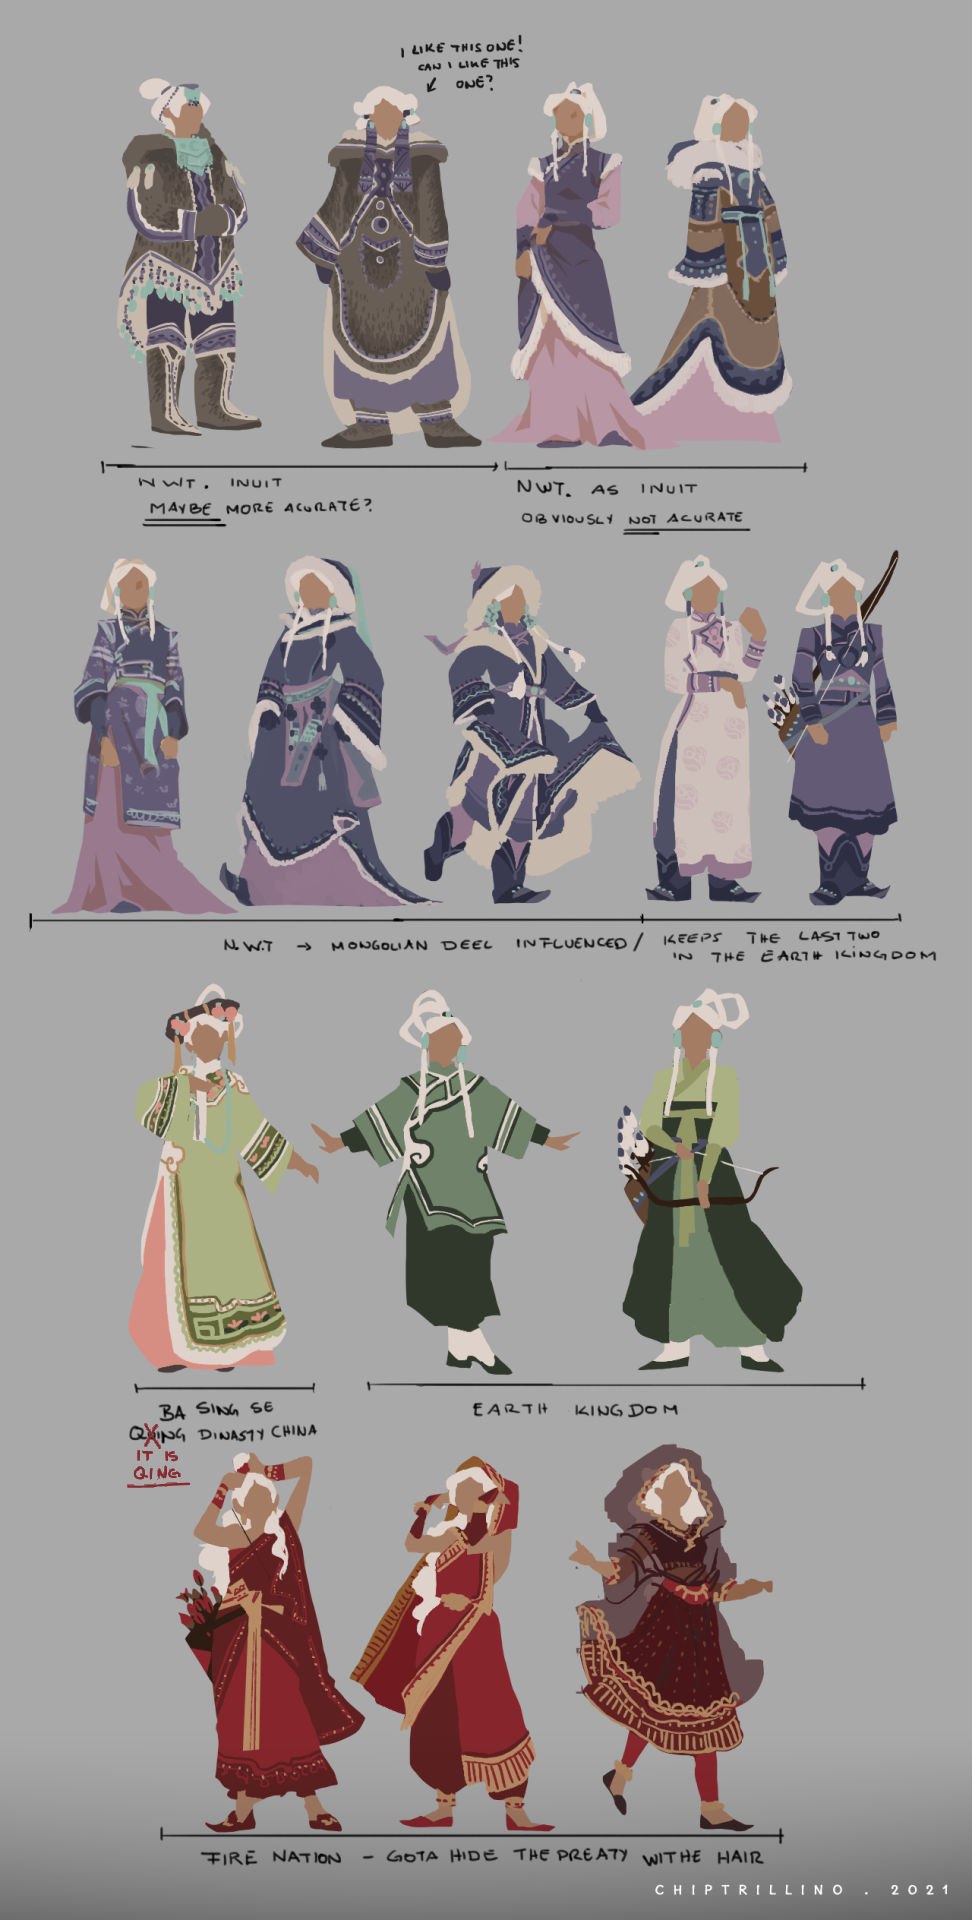 I LIKE THIS ONE!
CAN I LIKE THIS
ONE?
NWT. INUIT
MAYBE MORE ACURATE?
NWT. AS INUIT
OBVIOUSLY NOT ACURATE
N.W.T → MONGOLIAN DEEL INFLUENCED / KEEPS THE LAST TWO
IN THE EARTH KINGDOM
BA SING SE
QING DINASTY CHINA
IT IS
QING
EARTH KINGDOM
FIRE NATION - GOTA HIDE THE PREATY WITHE HAIR
CHIPTRILLINO . 2021